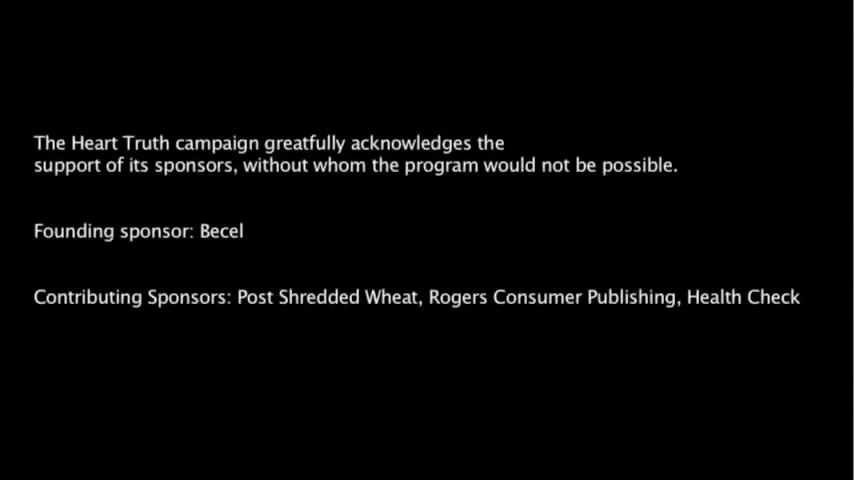 The Heart Truth campaign greatfully acknowledges the
support of its sponsors, without whom the program would not be possible.
Founding sponsor: Becel
Contributing Sponsors: Post Shredded Wheat, Rogers Consumer Publishing, Health Check